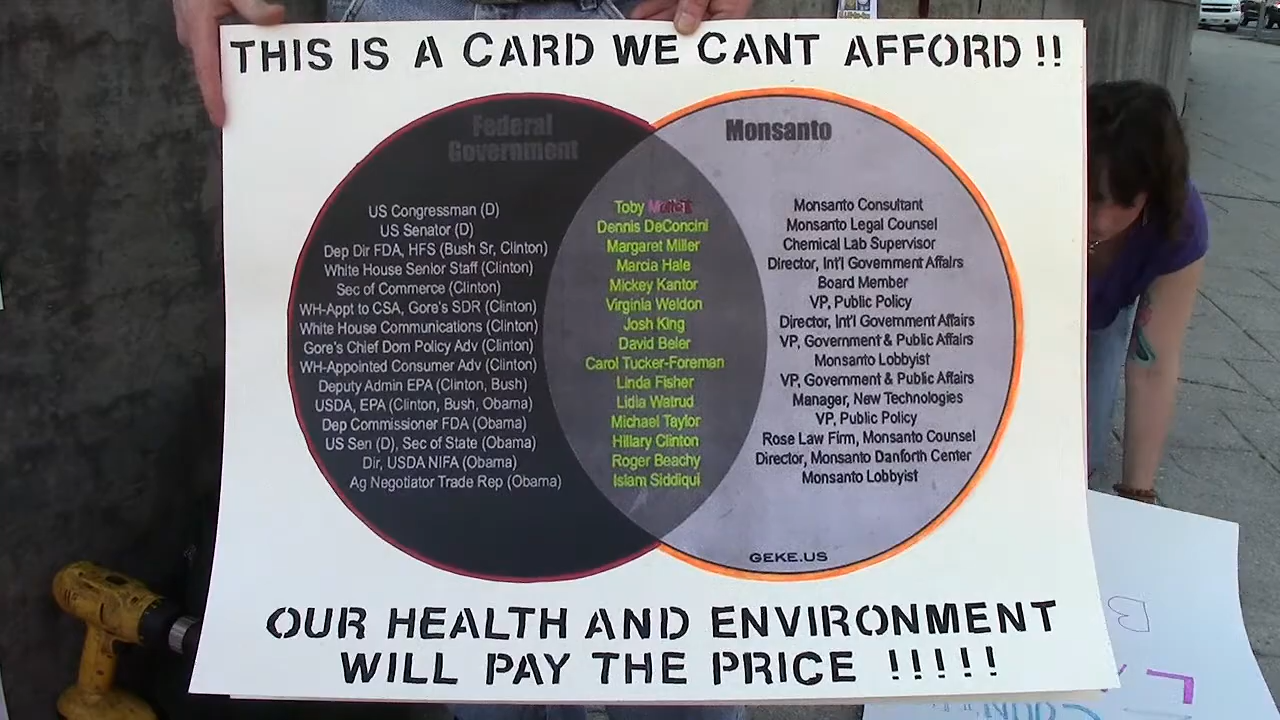 THIS IS A CARD WE CANT AFFORD !!
Federal
Government
Monsanto
US Congressman (D) Toby Monsanto Consultant
US Senator (D) Dennis DeConcini Monsanto Legal Counsel
Dep Dir FDA, HFS (Bush Sr, Clinton) Margaret Miller Chemical Lab Supervisor
White House Senior Staff (Clinton) Marcia Hale Director, Int'l Government Affairs
Sec of Commerce (Clinton) Mickey Kantor Board Member
WH-Appt to CSA, Gore's SDR (Clinton) Virginia Weldon VP, Public Policy
White House Communications (Clinton) Josh King Director, Int'l Government Affairs
Gore's Chief Dom Policy Adv (Clinton) David Beler VP, Government & Public Affairs
WH-Appointed Consumer Adv (Clinton) Carol Tucker-Foreman Monsanto Lobbyist
Deputy Admin EPA (Clinton, Bush) Linda Fisher VP, Government & Public Affairs
USDA, EPA (Clinton, Bush, Obama) Lidia Watrud Manager, New Technologies
Dep Commissioner FDA (Obama) Michael Taylor VP, Public Policy
US Sen (D), Sec of State (Obama) Hillary Clinton Rose Law Firm, Monsanto Counsel
Dir, USDA NIFA (Obama) Roger Beachy Director, Monsanto Danforth Center
Ag Negotiator Trade Rep (Obama) Islam Siddiqui Monsanto Lobbyist
GEKE.US
OUR HEALTH AND ENVIRONMENT
WILL PAY THE PRICE !!!!!